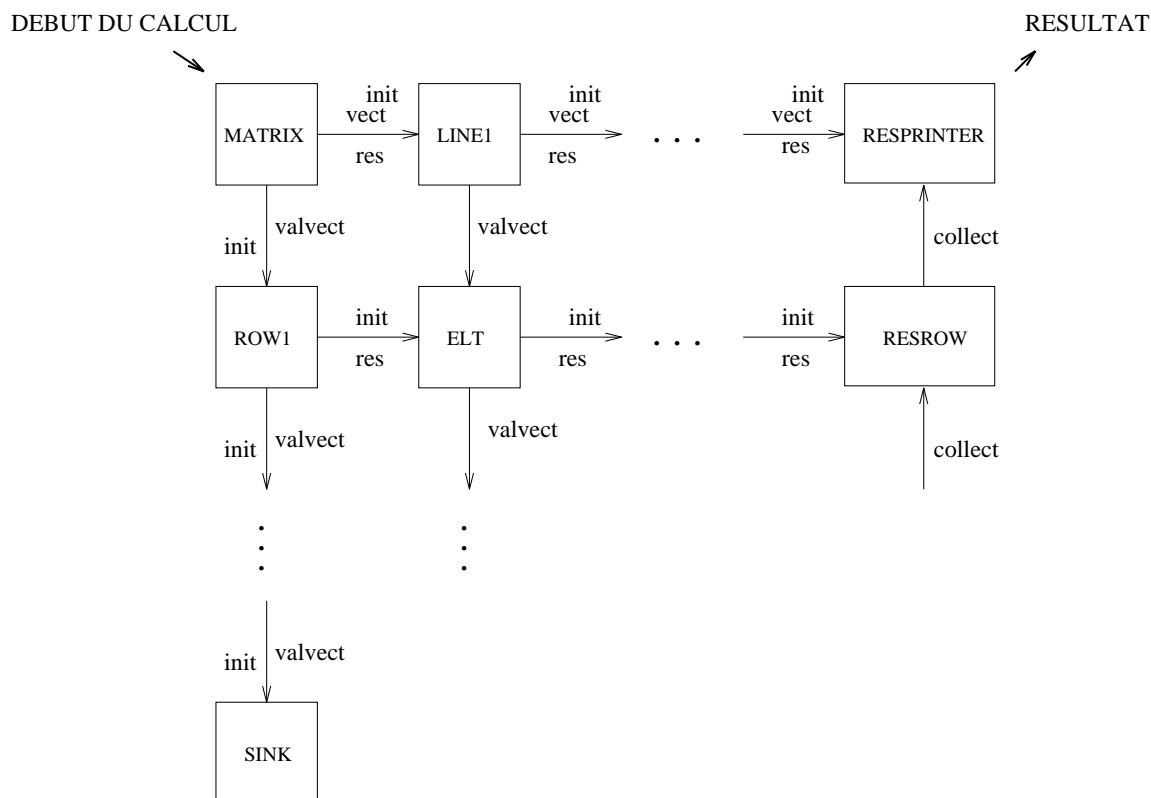 DEBUT DU CALCUL
RESULTAT
init
init
init
vect
vect
vect
MATRIX
LINE1
. . .
RESPRINTER
res
res
res
valvect
valvect
init
collect
init
init
init
ROW1
ELT
. . .
RESROW
res
res
res
init
valvect
valvect
collect
init
valvect
SINK